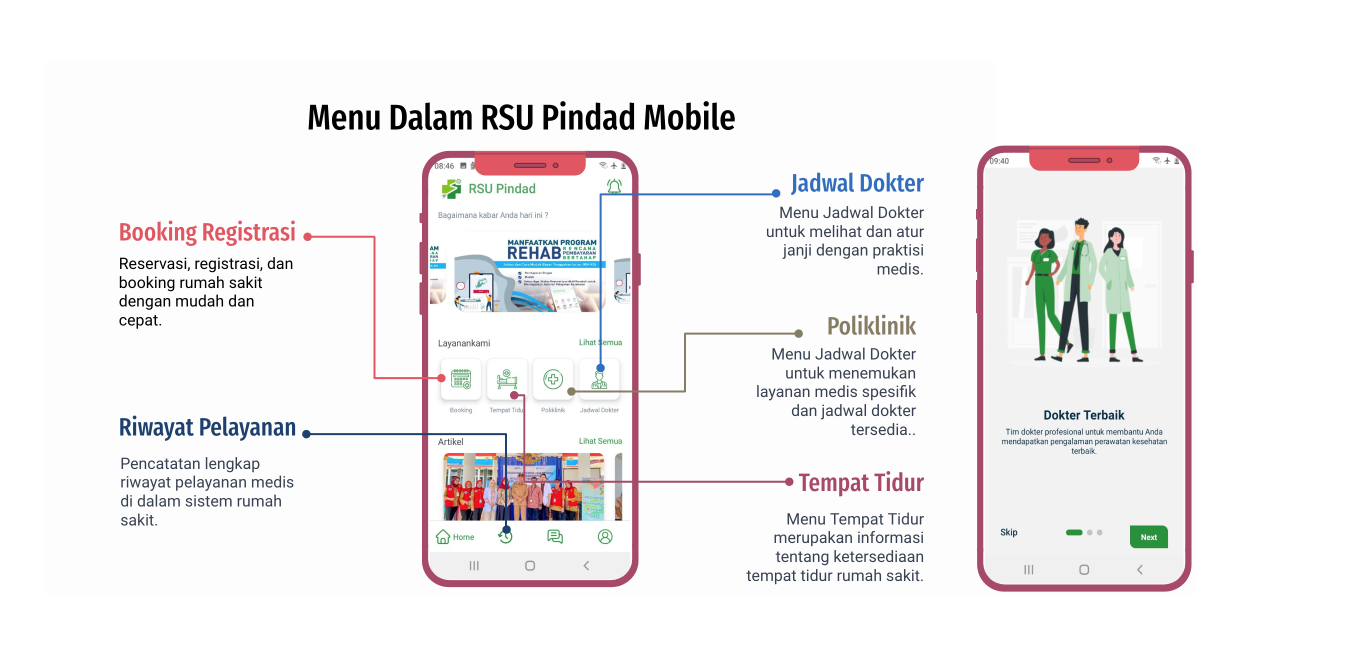 Menu Dalam RSU Pindad Mobile
Booking Registrasi
Reservasi, registrasi, dan
booking rumah sakit
dengan mudah dan
cepat.
Riwayat Pelayanan
Pencatatan lengkap
riwayat pelayanan medis
di dalam sistem rumah
sakit.
08:46
RSU Pindad
Bagaimana kabar Anda hari ini ?
MANFAATKAN PROGRAM
REHAB
RENCANA
PEMBAYARAN
BERTAHAP
Layanankami
Lihat Semua
Booking
Tempat Tidu
Poliklinik
Jadwal Dokter
Artikel
Lihat Semua
Home
Jadwal Dokter
Menu Jadwal Dokter
untuk melihat dan atur
janji dengan praktisi
medis.
Poliklinik
Menu Jadwal Dokter
untuk menemukan
layanan medis spesifik
dan jadwal dokter
tersedia..
Tempat Tidur
Menu Tempat Tidur
merupakan informasi
tentang ketersediaan
tempat tidur rumah sakit.
09:40
Dokter Terbaik
Tim dokter profesional untuk membantu Anda
mendapatkan pengalaman perawatan kesehatan
terbaik.
Skip
Next